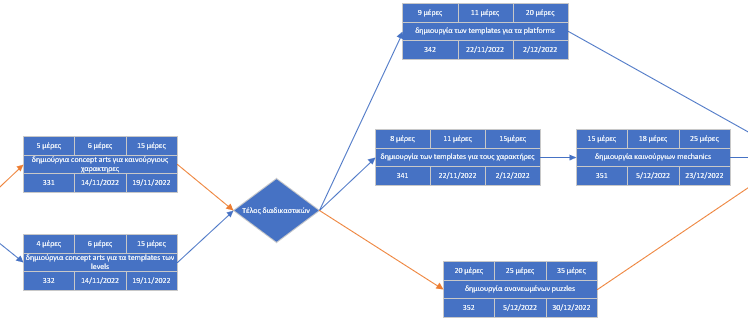 9 μέρες 11 μέρες 20 μέρες
δημιουργία των templates για τα platforms
342 22/11/2022 2/12/2022
5 μέρες 6 μέρες 15 μέρες
δημιούργια concept arts για καινούργιους
χαρακτηρες
331 14/11/2022 19/11/2022
8 μέρες 11 μέρες 15μέρες
δημιουργία των templates για τους χαρακτήρες
341 22/11/2022 2/12/2022
15 μέρες 18 μέρες 25 μέρες
δημιουργία καινούργιων mechanics
351 5/12/2022 23/12/2022
Τέλος διαδικαστικών
4 μέρες 6 μέρες 15 μέρες
δημιούργια concept arts για τα templates των
levels
332 14/11/2022 19/11/2022
20 μέρες 25 μέρες 35 μέρες
δημιουργία ανανεωμένων puzzles
352 5/12/2022 30/12/2022